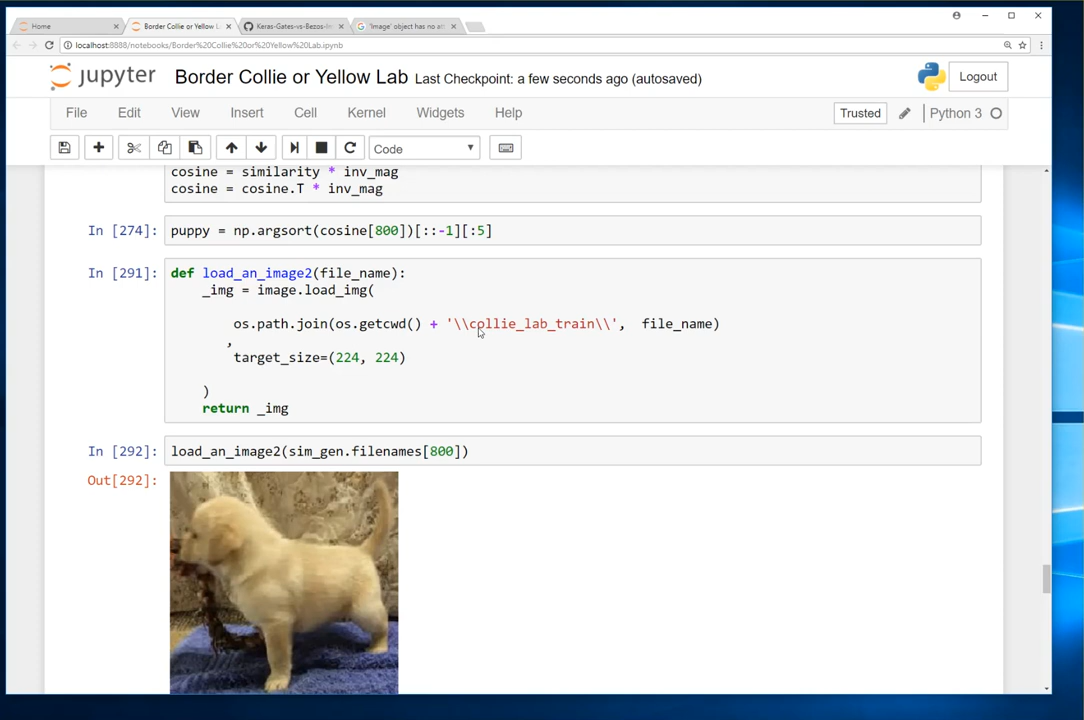 Home
Border Collie or Yellow L
Keras-Gates-vs-Bezos-Im
'Image' object has no at
localhost:8888/notebooks/Border%20Collie%20or%20Yellow%20Lab.ipynb
jupyter
Border Collie or Yellow Lab Last Checkpoint: a few seconds ago (autosaved)
Logout
File Edit View Insert Cell Kernel Widgets Help
Trusted
Python 3
Code
cosine = similarity * inv_mag
cosine = cosine.T * inv_mag
In [274]: puppy = np.argsort(cosine[800])[::-1][:5]
In [291]: def load_an_image2(file_name):
_img = image.load_img(
os.path.join(os.getcwd() + '\\collie_lab_train\\', file_name)
,
target_size=(224, 224)
)
return _img
In [292]: load_an_image2(sim_gen.filenames[800])
Out[292]: